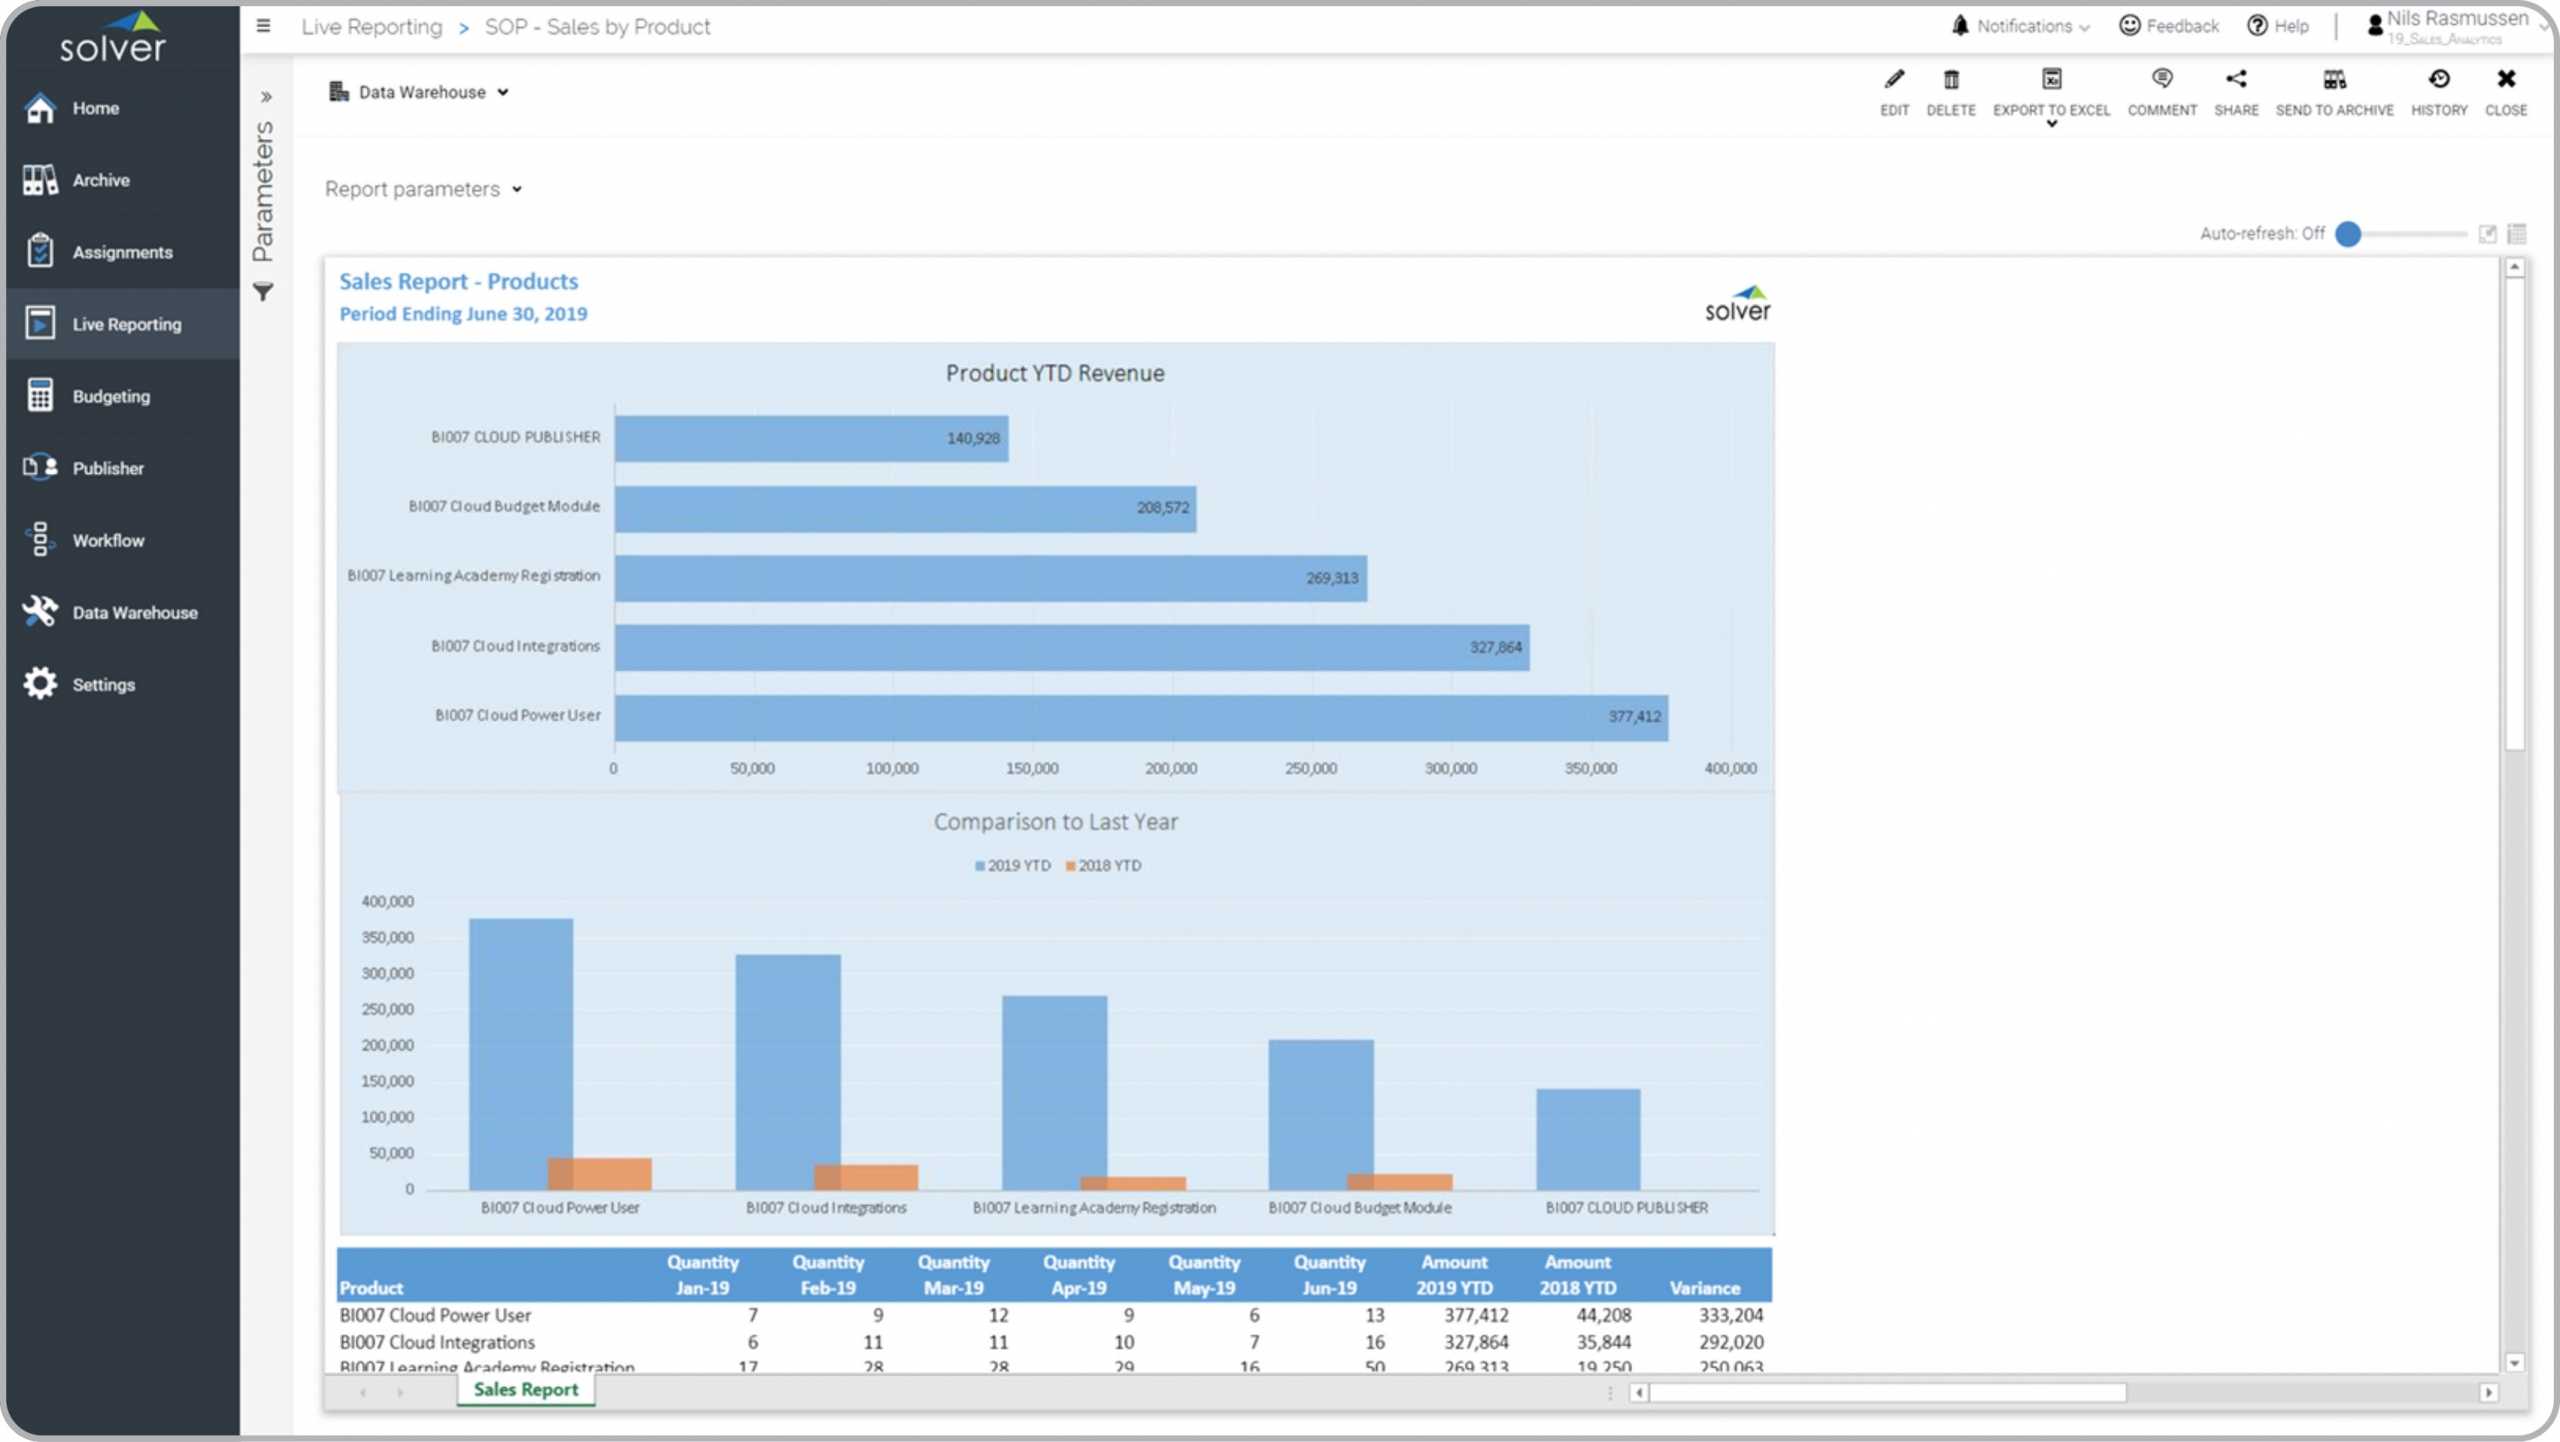 solver
Home
Archive
Assignments
Live Reporting
Budgeting
Publisher
Workflow
Data Warehouse
Settings
Live Reporting > SOP - Sales by Product
Notifications
Feedback
Help
Nils Rasmussen
19_Sales_Analytics
Parameters
Data Warehouse
EDIT
DELETE
EXPORT TO EXCEL
COMMENT
SHARE
SEND TO ARCHIVE
HISTORY
CLOSE
Report parameters
Auto-refresh: Off
Sales Report - Products
Period Ending June 30, 2019
solver
Product YTD Revenue
BI007 CLOUD PUBLISHER 140,928
BI007 Cloud Budget Module 208,572
BI007 Learning Academy Registration 269,313
BI007 Cloud Integrations 327,864
BI007 Cloud Power User 377,412
0 50,000 100,000 150,000 200,000 250,000 300,000 350,000 400,000
Comparison to Last Year
2019 YTD 2018 YTD
400,000
350,000
300,000
250,000
200,000
150,000
100,000
50,000
0
BI007 Cloud Power User BI007 Cloud Integrations BI007 Learning Academy Registration BI007 Cloud Budget Module BI007 CLOUD PUBLISHER
Quantity Quantity Quantity Quantity Quantity Quantity Amount Amount
Product Jan-19 Feb-19 Mar-19 Apr-19 May-19 Jun-19 2019 YTD 2018 YTD Variance
BI007 Cloud Power User 7 9 12 9 6 13 377,412 44,208 333,204
BI007 Cloud Integrations 6 11 11 10 7 16 327,864 35,844 292,020
BI007 Learning Academy Registration 17 28 28 29 16 50 269,313 19,250 250,063
Sales Report